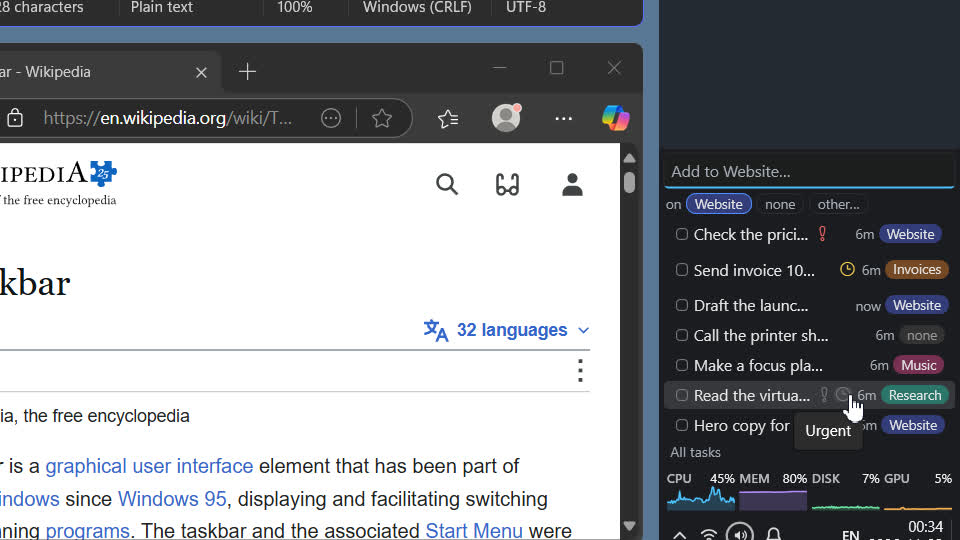 28 characters Plain text 100% Windows (CRLF) UTF-8
ar - Wikipedia
https://en.wikipedia.org/wiki/T...
IPEDIA 25
the free encyclopedia
kbar
32 languages
ia, the free encyclopedia
r is a graphical user interface element that has been part of
indows since Windows 95, displaying and facilitating switching
nning programs. The taskbar and the associated Start Menu were
Add to Website...
on Website none other...
Check the prici... 6m Website
Send invoice 10... 6m Invoices
Draft the launc... now Website
Call the printer sh... 6m none
Make a focus pla... 6m Music
Read the virtua... 6m Research
Hero copy for 6m Website
Urgent
All tasks
CPU 45% MEM 80% DISK 7% GPU 5%
EN 00:34